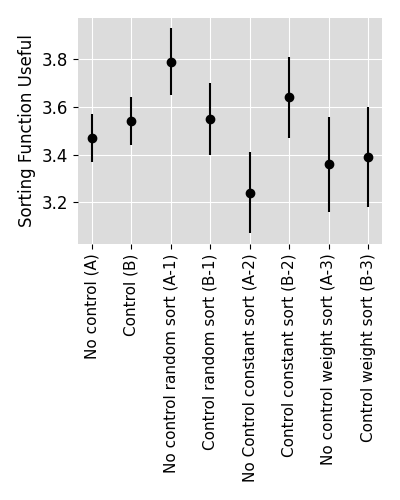 Sorting Function Useful
3.8
3.6
3.4
3.2
No control (A)
Control (B)
No control random sort (A-1)
Control random sort (B-1)
No Control constant sort (A-2)
Control constant sort (B-2)
No control weight sort (A-3)
Control weight sort (B-3)